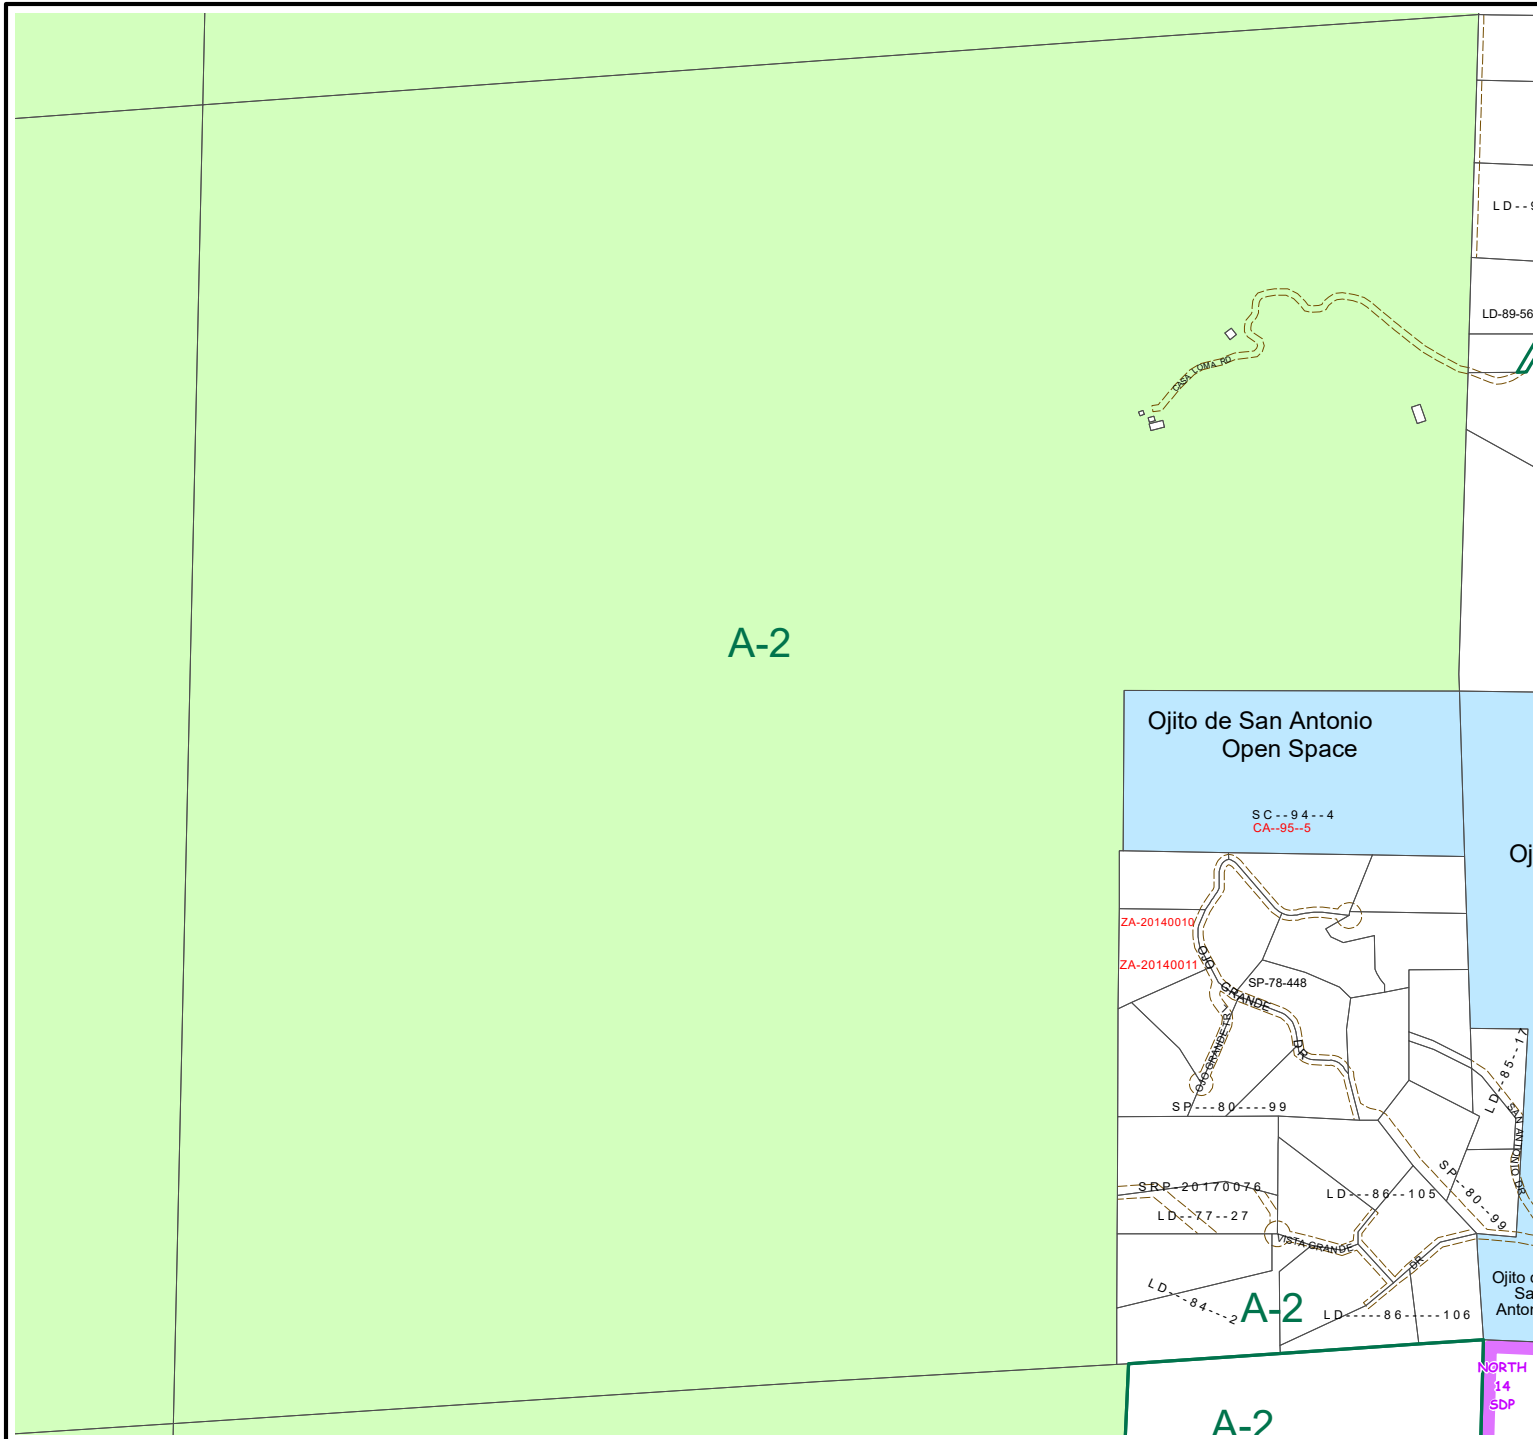 LD--9
LD-89-56
CASA LOMA RD
A-2
Ojito de San Antonio
Open Space
SC--94--4
CA--95--5
Oj
ZA-20140010
ZA-20140011
OJO GRANDE DR
SP-78-448
OJO GRANDE TRL
LD--85--17
SP---80----99
SAN ANTONIO DR
SRP-20170076
LD---86--105
SP--80--99
LD--77--27
VISTA GRANDE DR
LD---84---2
A-2
LD-----86-----106
Ojito
Sa
Anton
NORTH
14
SDP
A-2